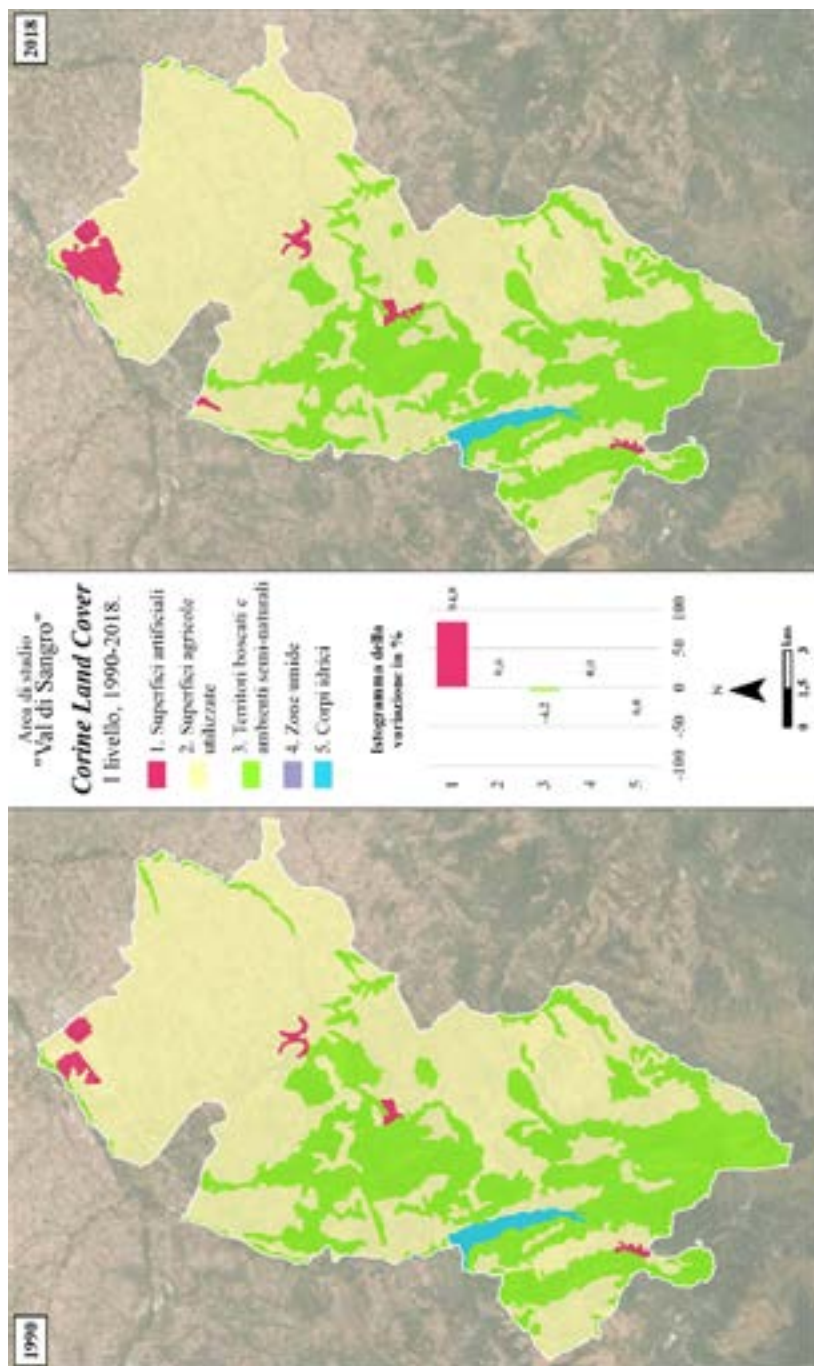 1990
Area di studio
"Val di Sangro"
Corine Land Cover
I livello, 1990-2018.
1. Superfici artificiali
2. Superfici agricole
utilizzate
3. Territori boscati e
ambienti semi-naturali
4. Zone umide
5. Corpi idrici
Istogramma della
variazione in %
1
2
3
-4,2
4
5
-100
-50
0
50
100
N
0
1,5
3
km
2018